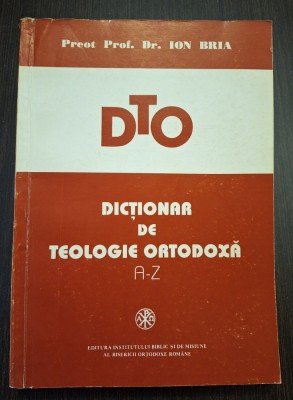 Preot Prof. Dr. ION BRIA
DTO
DICȚIONAR
DE
TEOLOGIE ORTODOXĂ
A-Z
EDITURA INSTITUTULUI BIBLIC ȘI DE MISIUNE
AL BISERICII ORTODOXE ROMÂNE